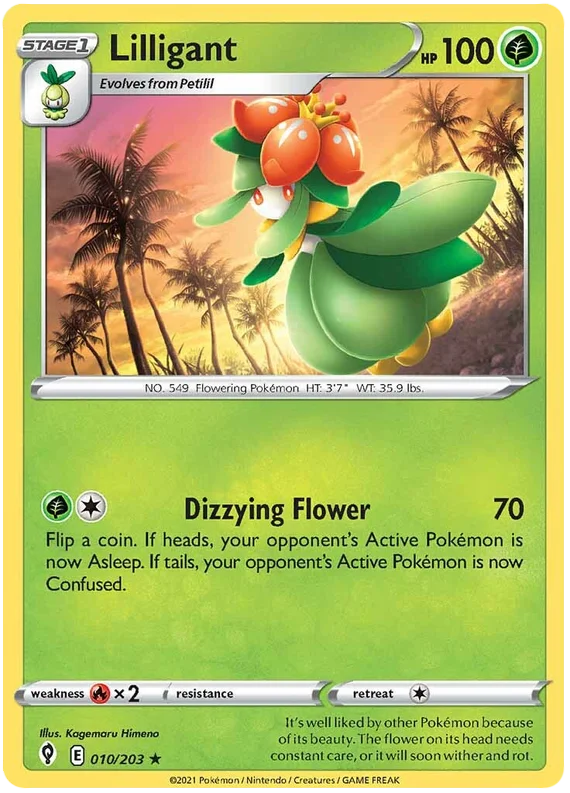 STAGE 1
Lilligant
HP 100
Evolves from Petilil
NO. 549 Flowering Pokémon HT: 3'7" WT: 35.9 lbs.
Dizzying Flower 70
Flip a coin. If heads, your opponent's Active Pokémon is
now Asleep. If tails, your opponent's Active Pokémon is now
Confused.
weakness ×2 resistance retreat
Illus. Kagemaru Himeno
E 010/203 ★
It's well liked by other Pokémon because
of its beauty. The flower on its head needs
constant care, or it will soon wither and rot.
©2021 Pokémon / Nintendo / Creatures / GAME FREAK